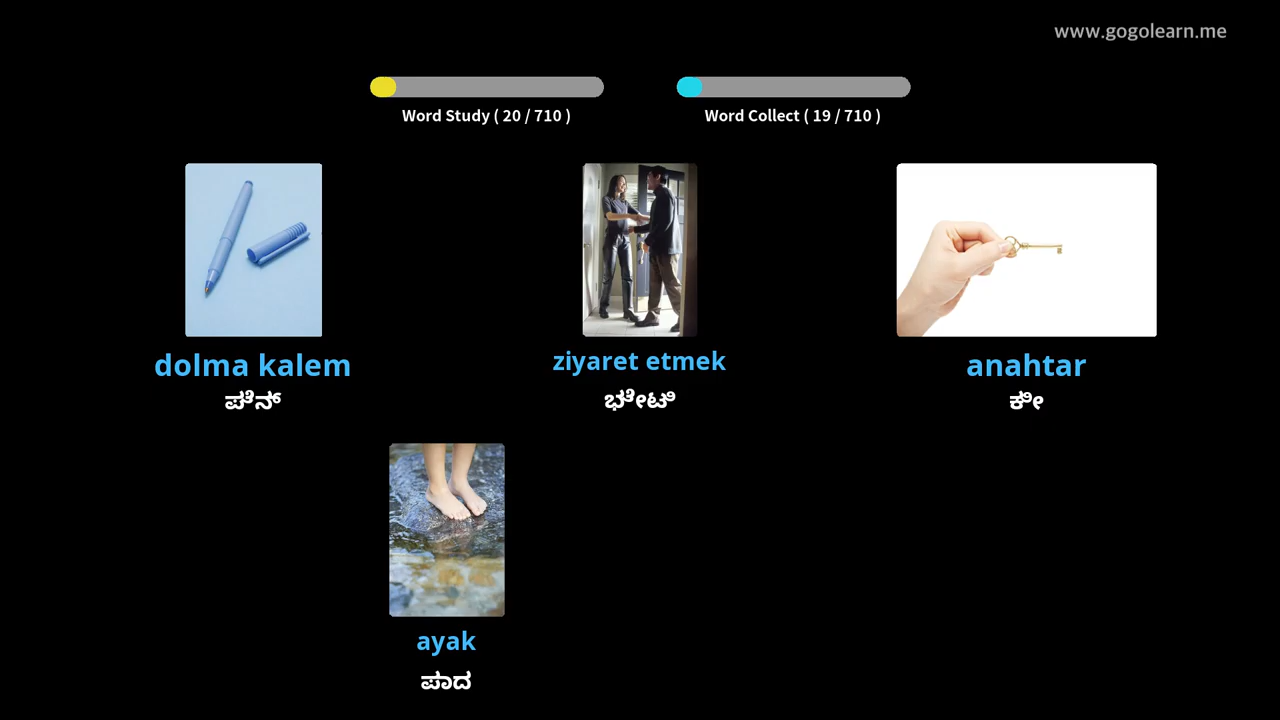 www.gogolearn.me
Word Study ( 20 / 710 )
Word Collect ( 19 / 710 )
dolma kalem
ಪೆನ್
ziyaret etmek
ಭೇಟಿ
anahtar
ಕೀ
ayak
ಪಾದ